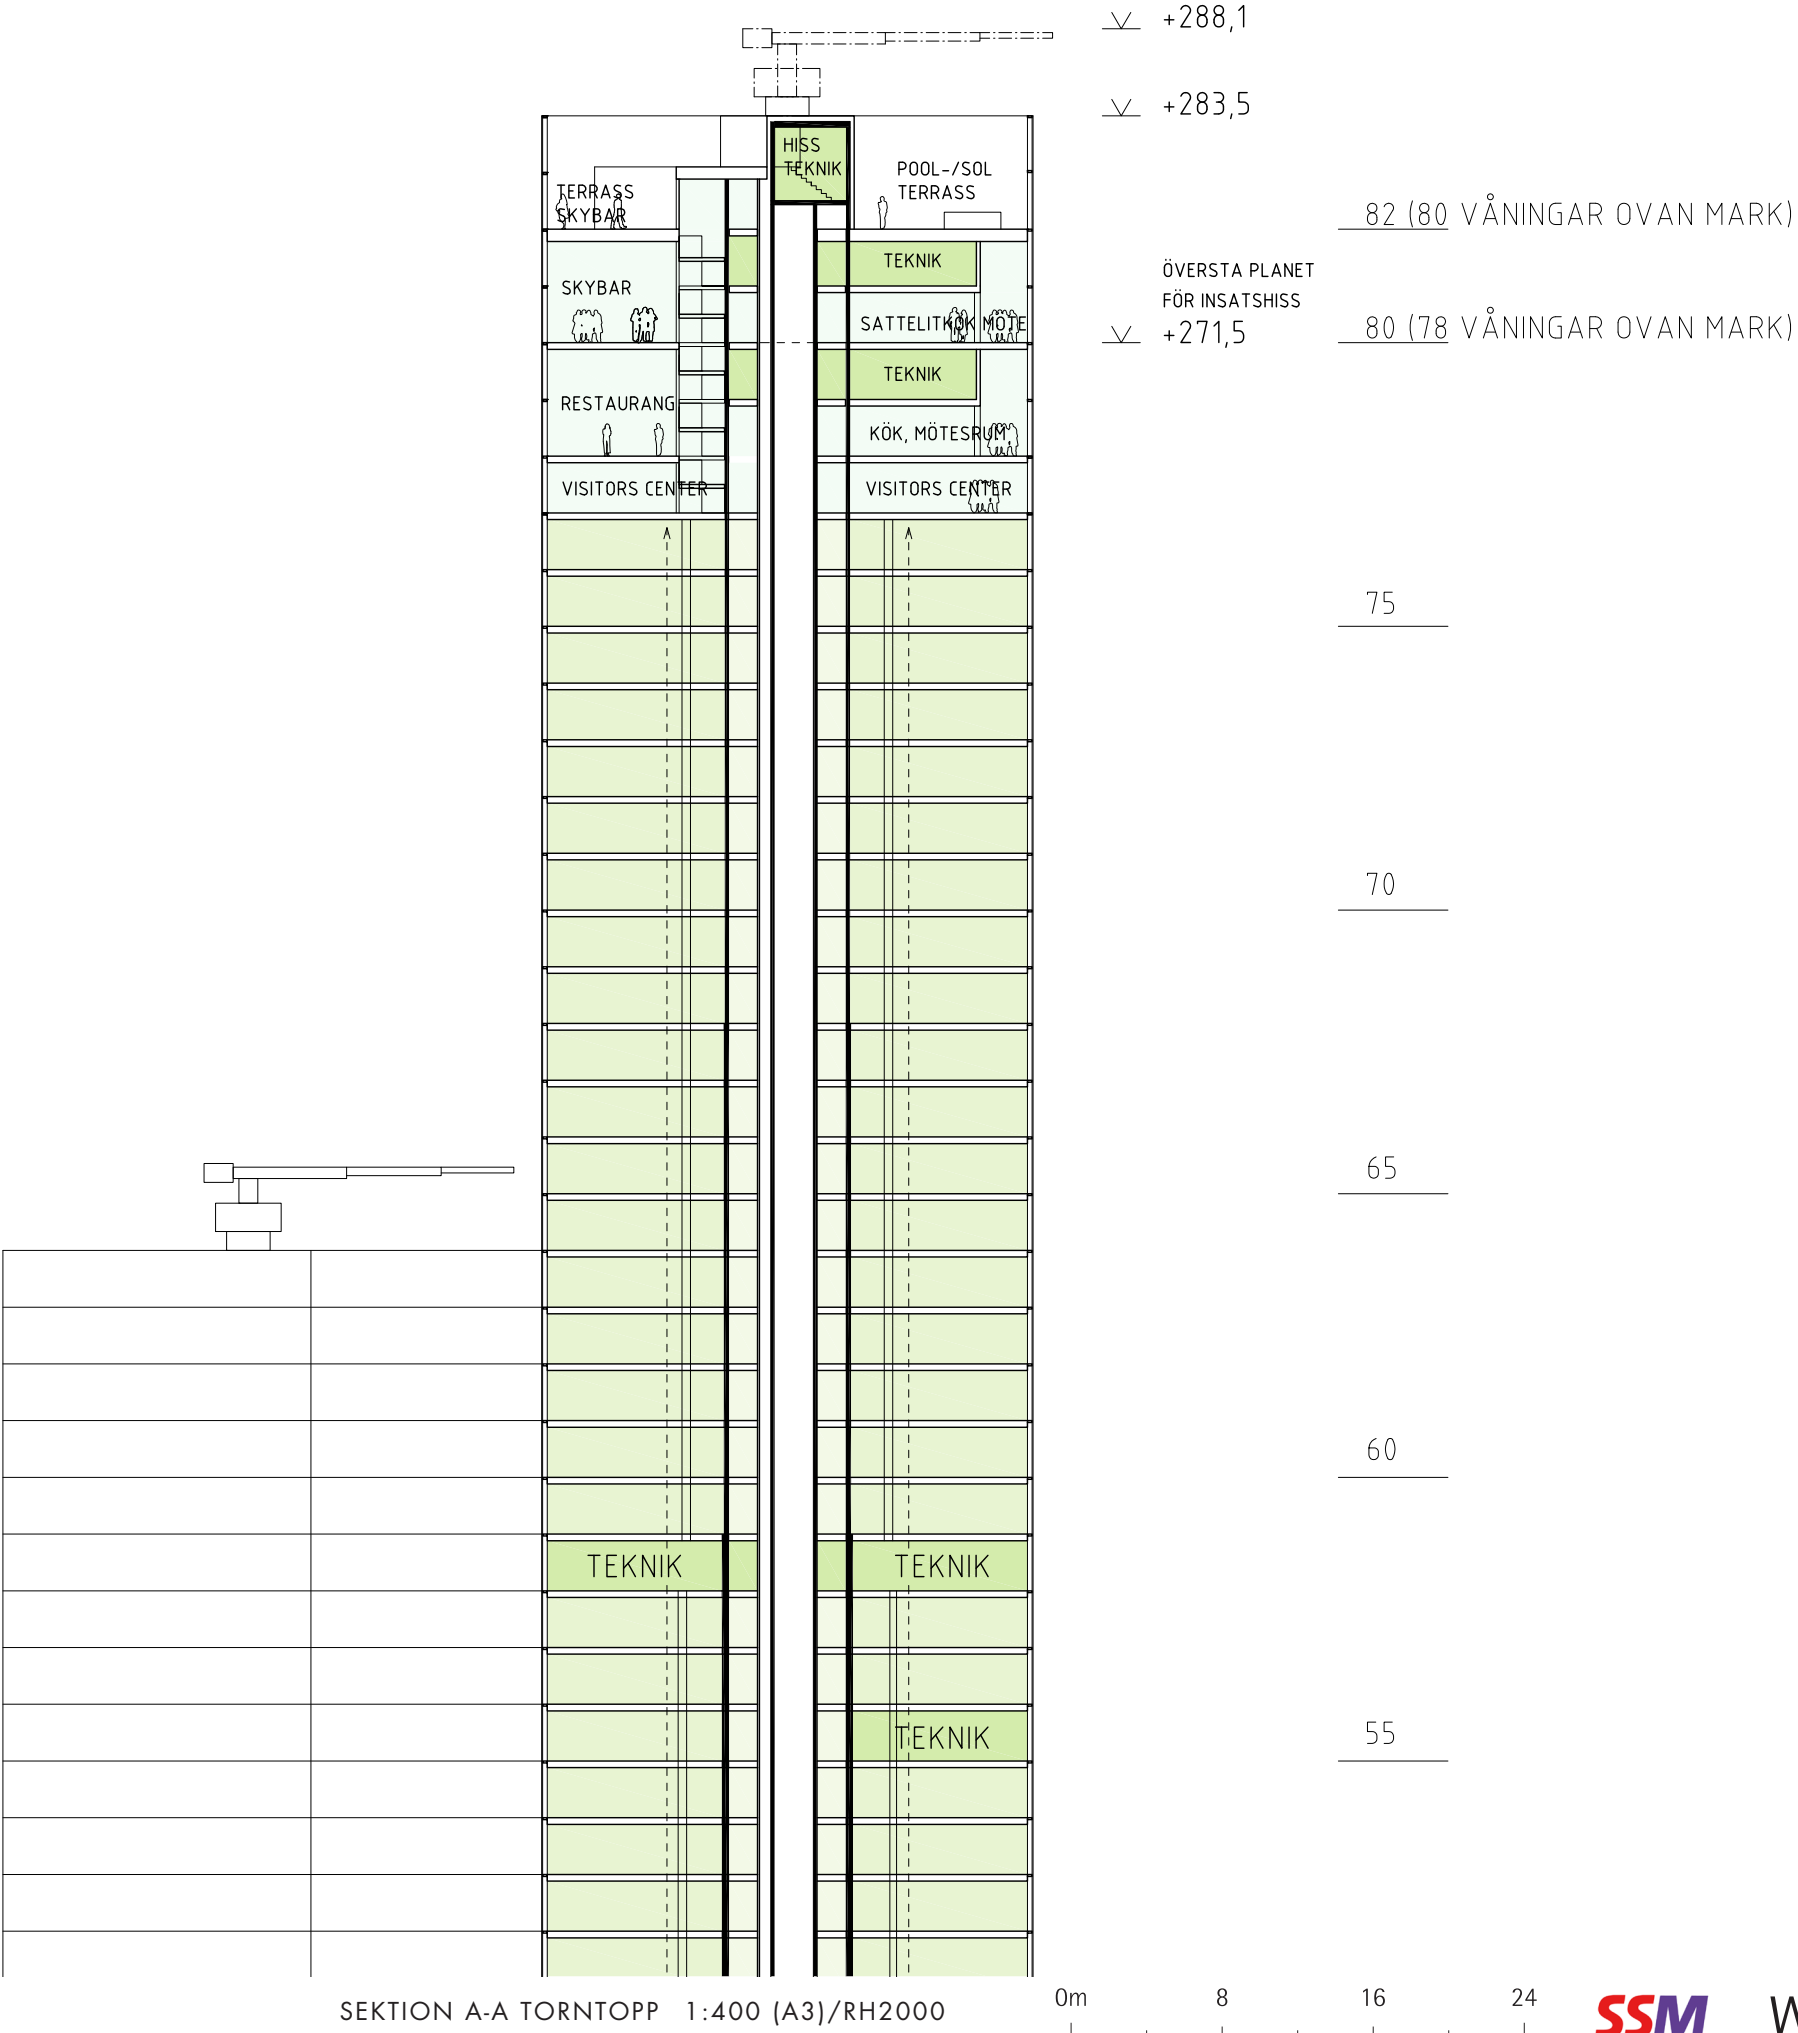 +288,1
+283,5
HISS
TEKNIK
POOL-/SOL
TERRASS
TERRASS
SKYBAR
82 (80 VÅNINGAR OVAN MARK)
TEKNIK
ÖVERSTA PLANET
FÖR INSATSHISS
SKYBAR
SATTELITKÖK MÖTE
+271,5
80 (78 VÅNINGAR OVAN MARK)
TEKNIK
RESTAURANG
KÖK, MÖTESRUM
VISITORS CENTER
VISITORS CENTER
75
70
65
60
TEKNIK
TEKNIK
TEKNIK
55
SEKTION A-A TORNTOPP 1:400 (A3)/RH2000
0m 8 16 24
SSM